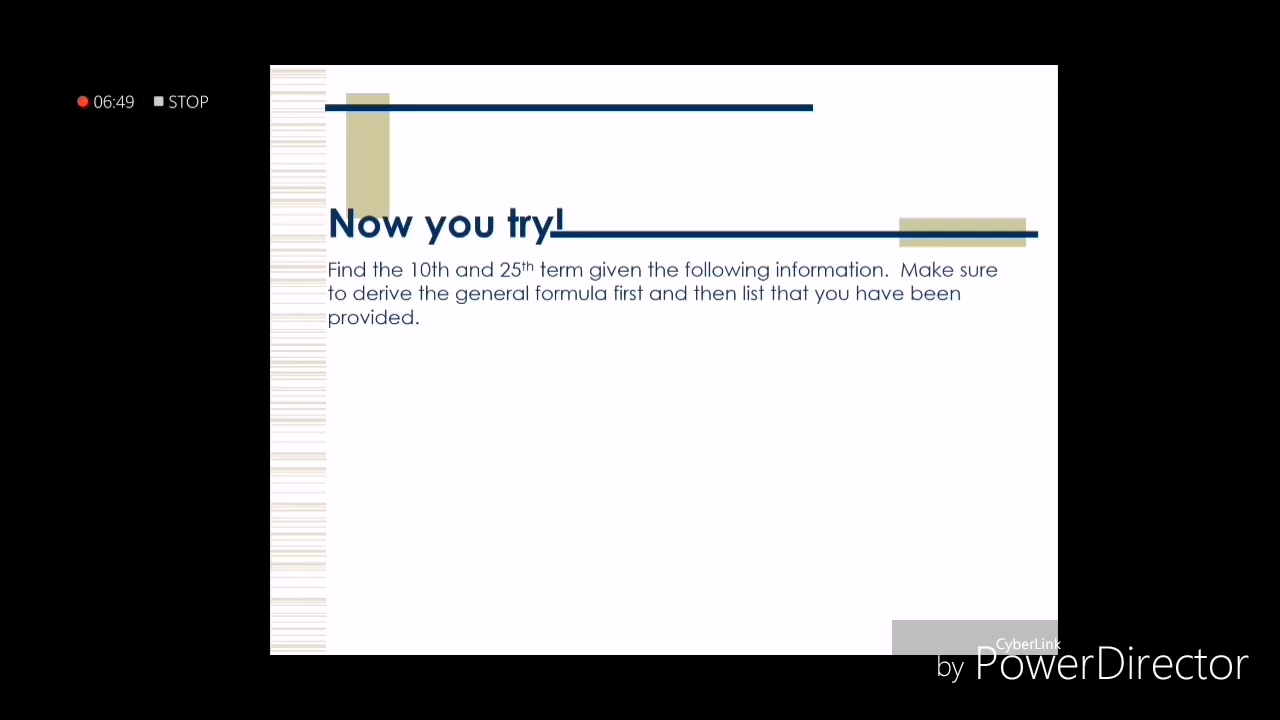 06:49 STOP
Now you try!
Find the 10th and 25th term given the following information. Make sure
to derive the general formula first and then list that you have been
provided.
CyberLink
by PowerDirector